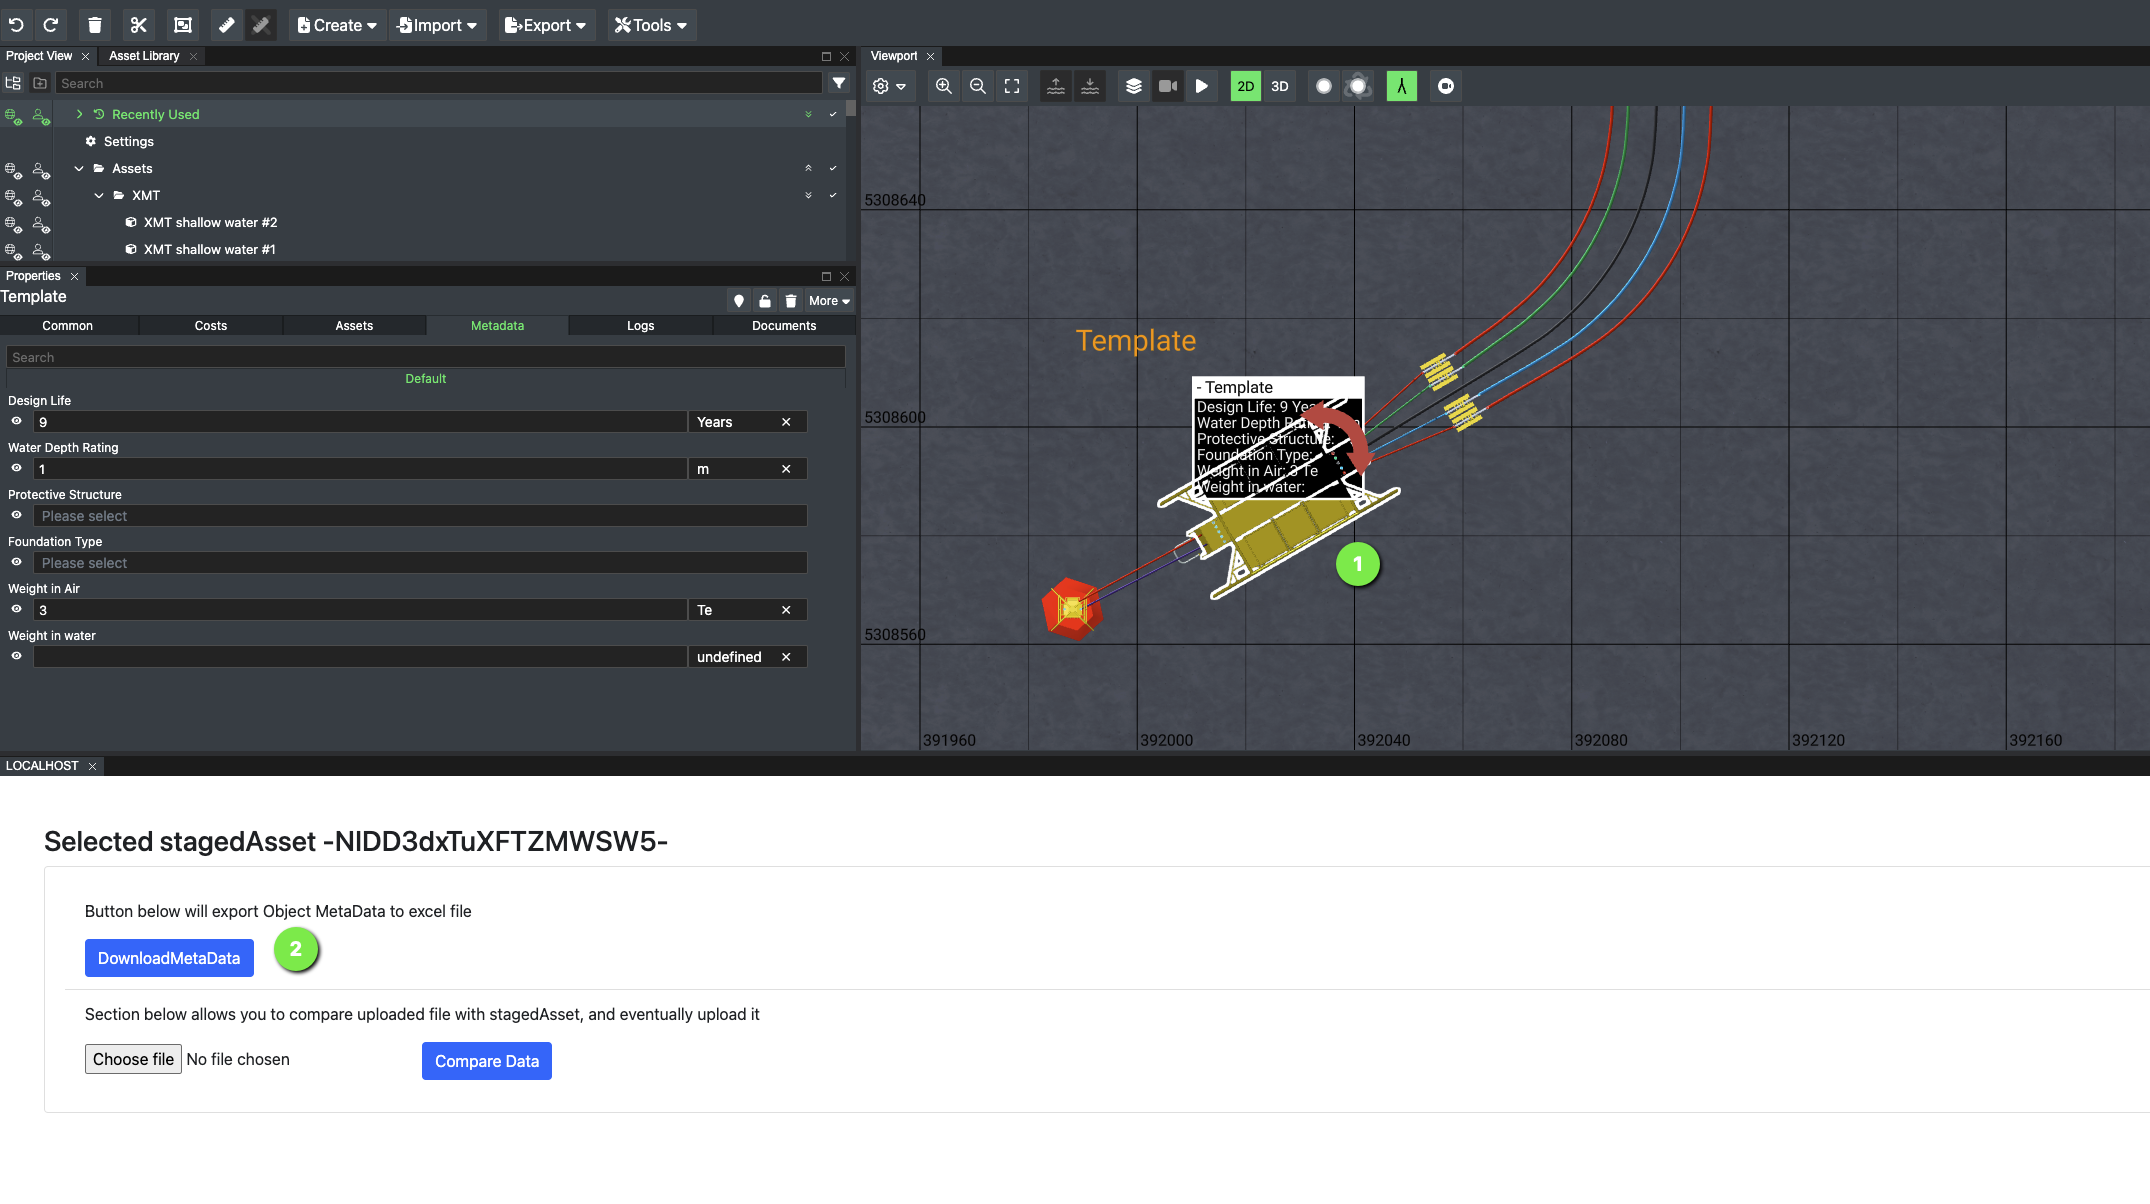 Create
Import
Export
Tools
Project View
Asset Library
Search
Recently Used
Settings
Assets
XMT
XMT shallow water #2
XMT shallow water #1
Properties
Template
More
Common
Costs
Assets
Metadata
Logs
Documents
Search
Default
Design Life
9 Years
Water Depth Rating
1 m
Protective Structure
Please select
Foundation Type
Please select
Weight in Air
3 Te
Weight in water
undefined
Viewport
2D
3D
5308640
5308600
5308560
391960
392000
392040
392080
392120
392160
Template
- Template
Design Life: 9
Water Depth
Protective Structure:
Foundation Type:
Weight in Air: 3 Te
Weight in water:
1
LOCALHOST
Selected stagedAsset -NIDD3dxTuXFTZMWSW5-
Button below will export Object MetaData to excel file
DownloadMetaData
2
Section below allows you to compare uploaded file with stagedAsset, and eventually upload it
Choose file No file chosen
Compare Data